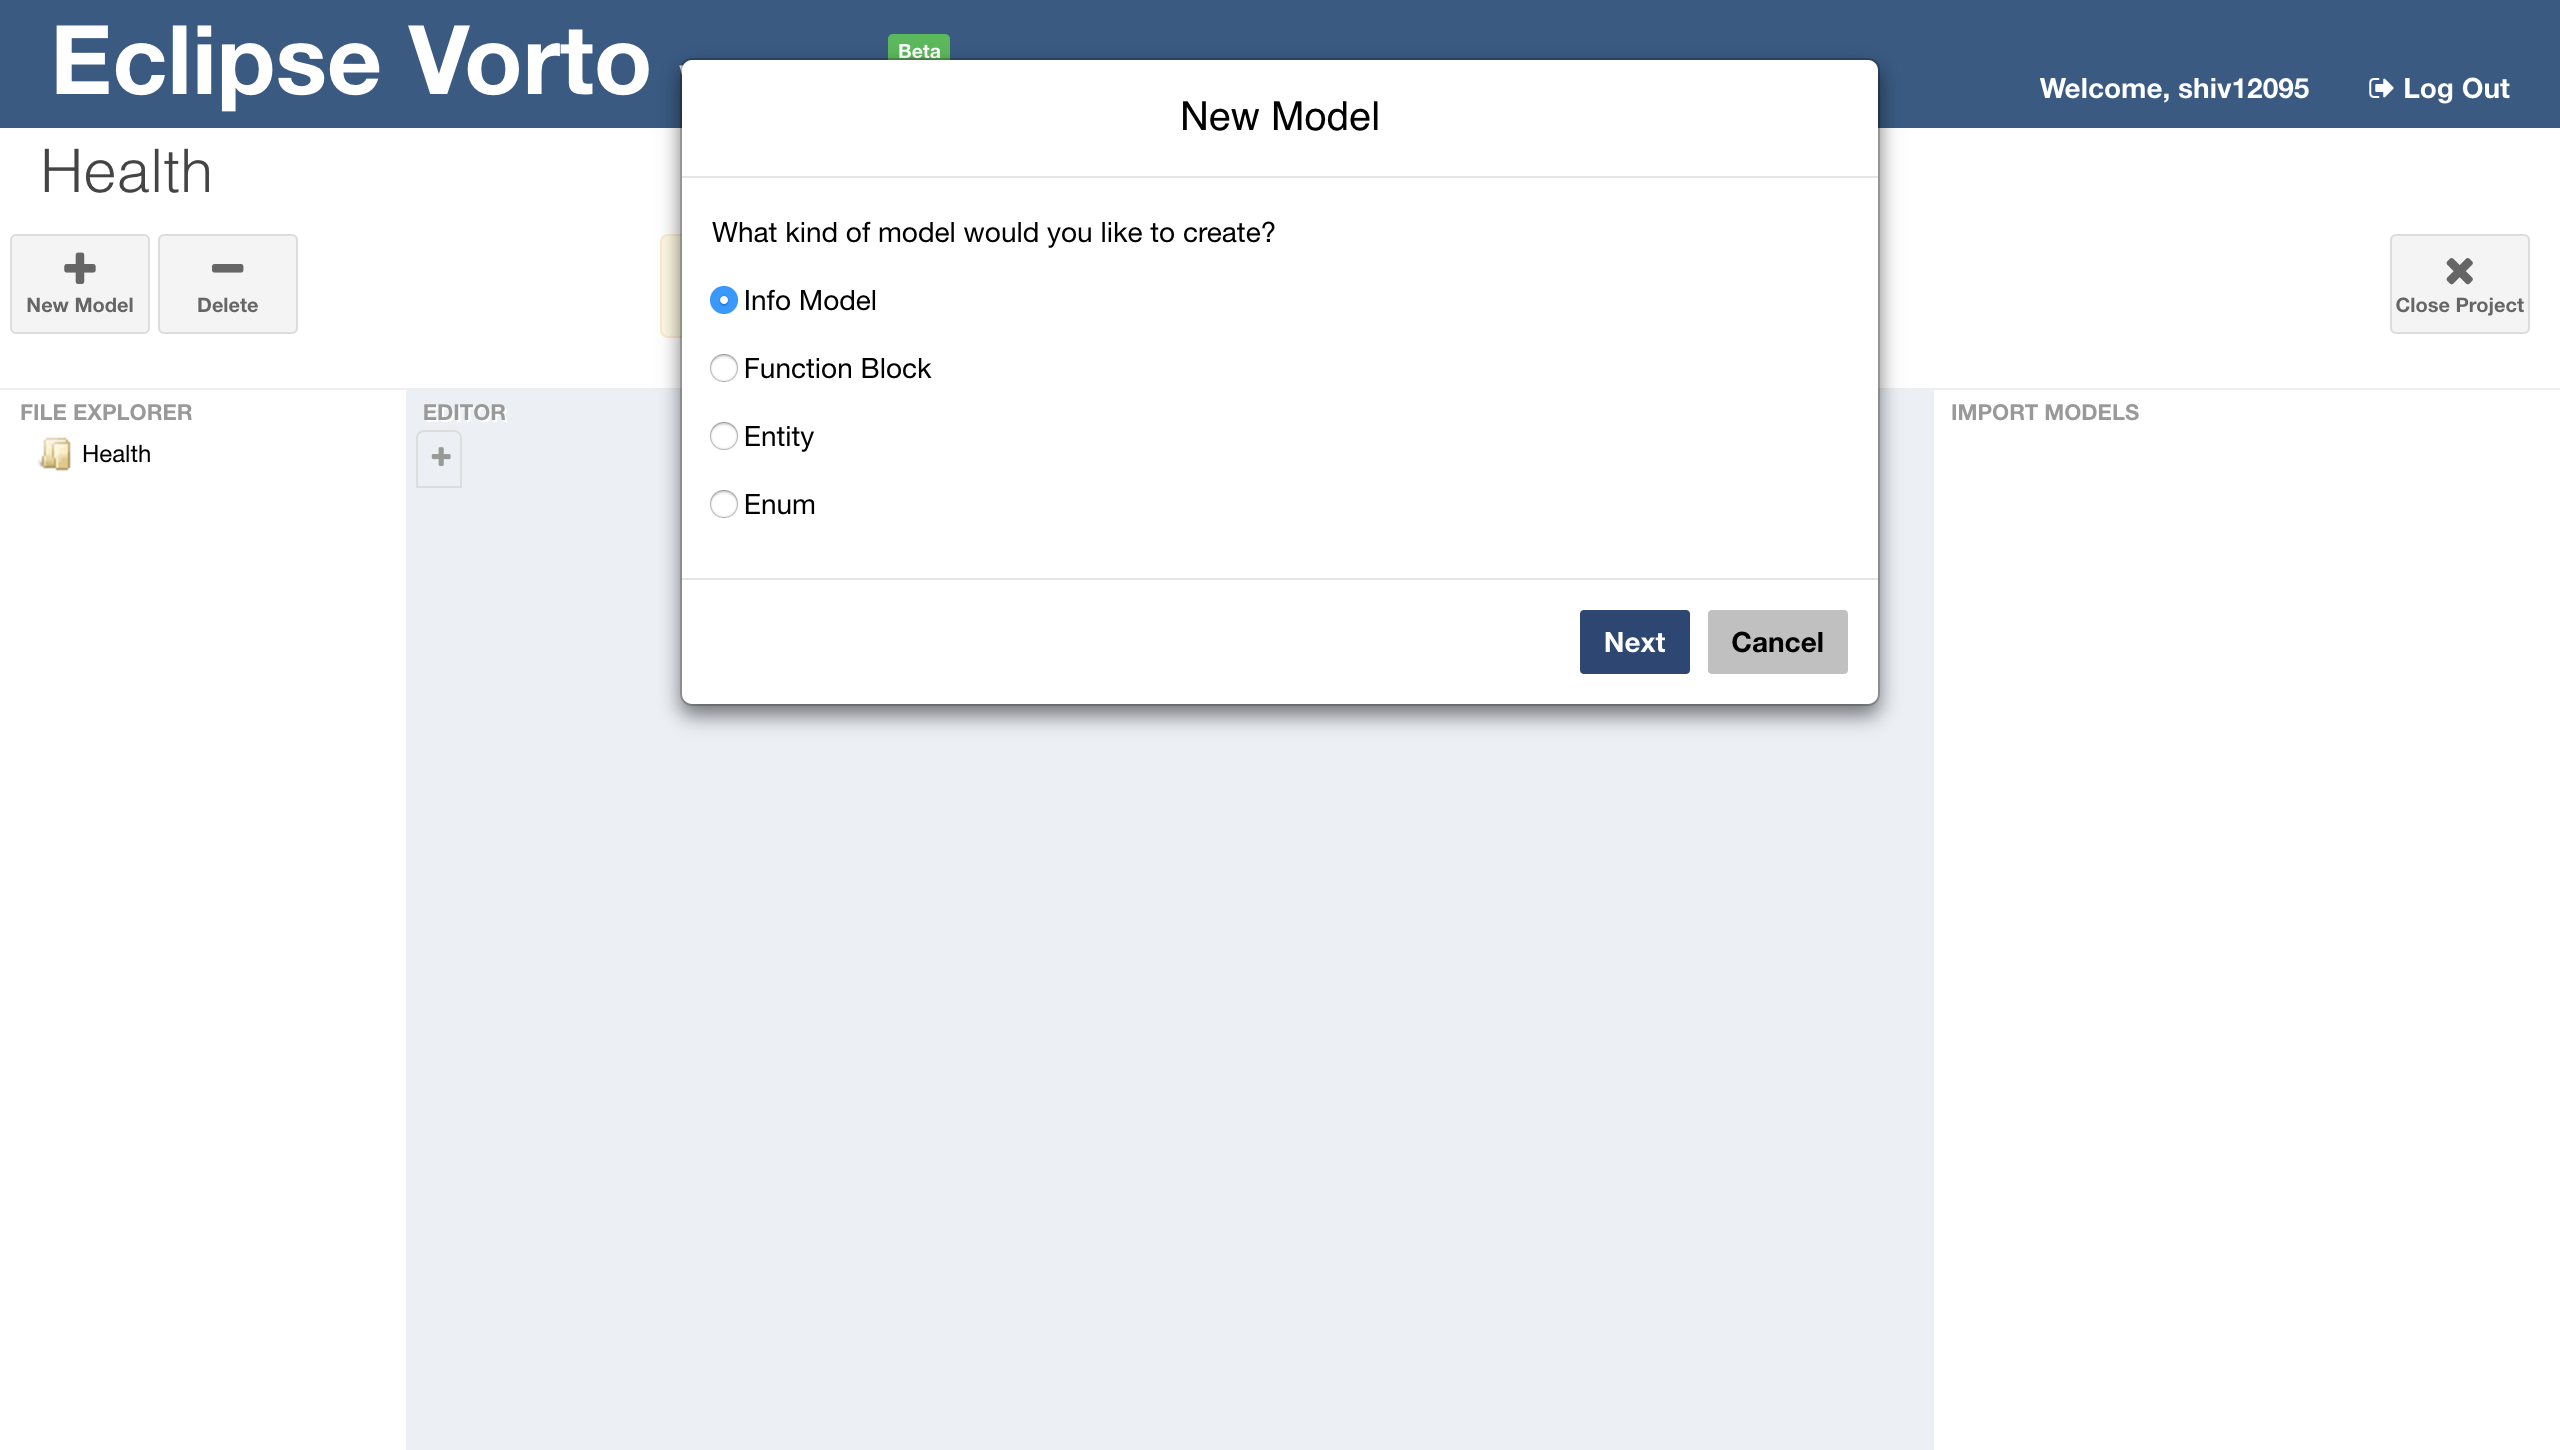 Eclipse Vorto
Beta
Welcome, shiv12095
Log Out
Health
New Model
Delete
Close Project
New Model
What kind of model would you like to create?
Info Model
Function Block
Entity
Enum
Next
Cancel
FILE EXPLORER
Health
EDITOR
IMPORT MODELS